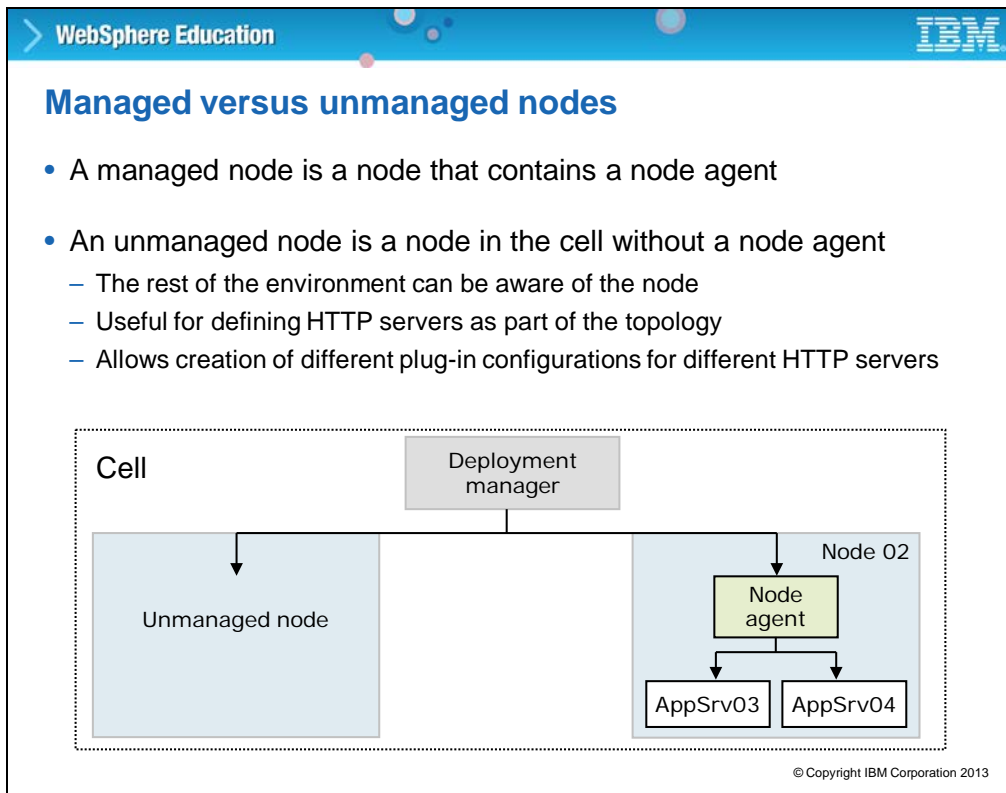 WebSphere Education
IBM
Managed versus unmanaged nodes
• A managed node is a node that contains a node agent
• An unmanaged node is a node in the cell without a node agent
– The rest of the environment can be aware of the node
– Useful for defining HTTP servers as part of the topology
– Allows creation of different plug-in configurations for different HTTP servers
Cell
Deployment
manager
Unmanaged node
Node 02
Node
agent
AppSrv03
AppSrv04
© Copyright IBM Corporation 2013